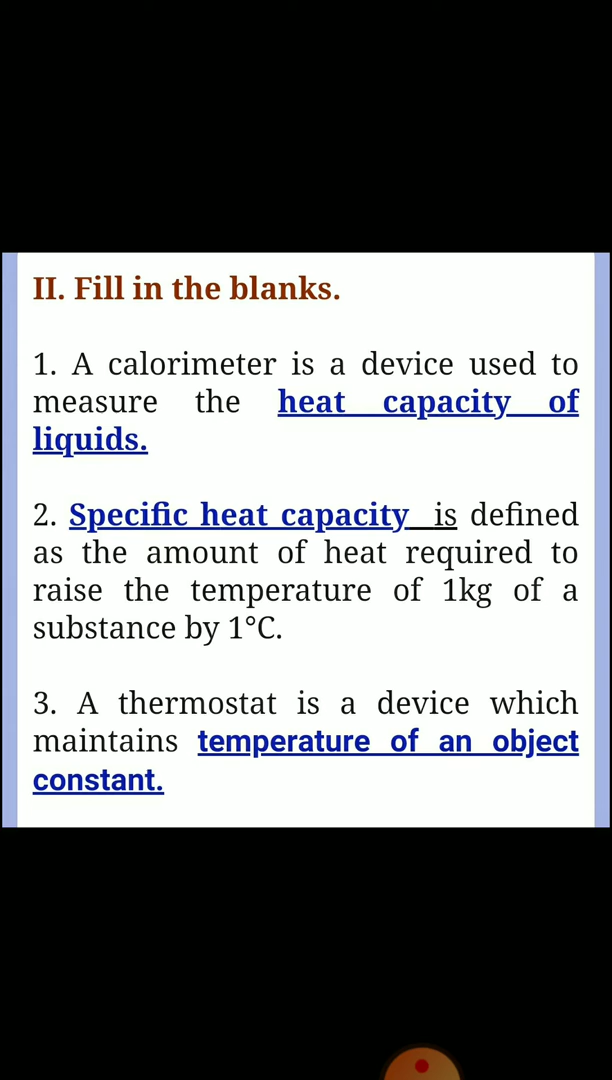 II. Fill in the blanks.
1. A calorimeter is a device used to
measure the heat capacity of
liquids.
2. Specific heat capacity is defined
as the amount of heat required to
raise the temperature of 1kg of a
substance by 1°C.
3. A thermostat is a device which
maintains temperature of an object
constant.